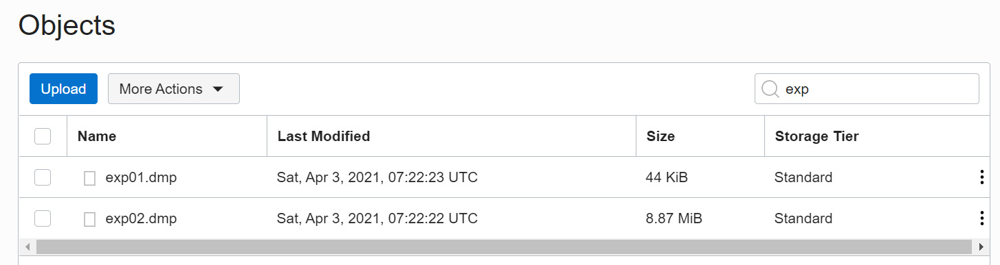 Objects
Upload More Actions exp
Name Last Modified Size Storage Tier
exp01.dmp Sat, Apr 3, 2021, 07:22:23 UTC 44 KiB Standard
exp02.dmp Sat, Apr 3, 2021, 07:22:22 UTC 8.87 MiB Standard